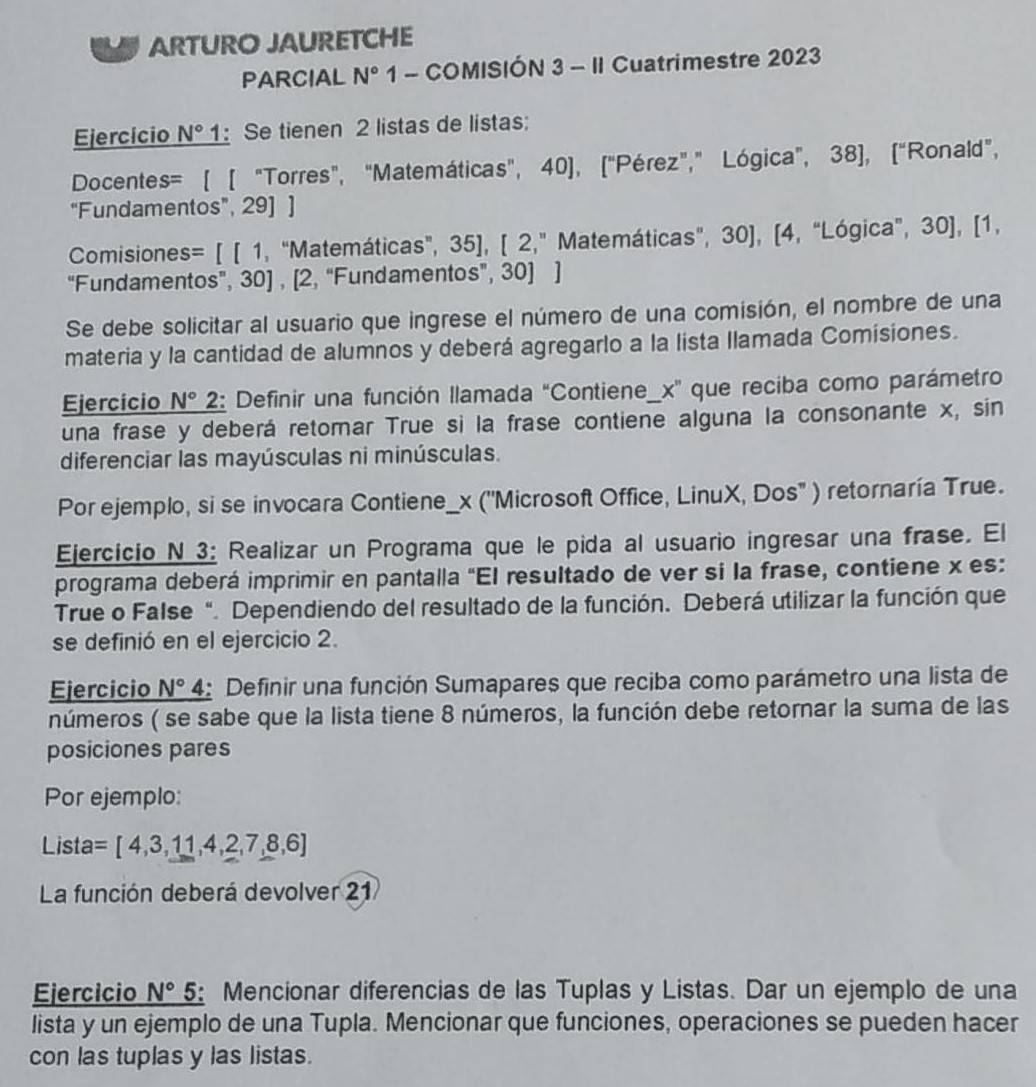 ARTURO JAURETCHE
PARCIAL N° 1 – COMISIÓN 3 – II Cuatrimestre 2023
Ejercicio N° 1: Se tienen 2 listas de listas:
Docentes= [ [ “Torres”, “Matemáticas”, 40], [“Pérez”,” Lógica”, 38], [“Ronald”,
“Fundamentos”, 29] ]
Comisiones= [ [ 1, “Matemáticas”, 35], [ 2,” Matemáticas”, 30], [4, “Lógica”, 30], [1,
“Fundamentos”, 30] , [2, “Fundamentos”, 30] ]
Se debe solicitar al usuario que ingrese el número de una comisión, el nombre de una
materia y la cantidad de alumnos y deberá agregarlo a la lista llamada Comisiones.
Ejercicio N° 2: Definir una función llamada “Contiene_x” que reciba como parámetro
una frase y deberá retornar True si la frase contiene alguna la consonante x, sin
diferenciar las mayúsculas ni minúsculas.
Por ejemplo, si se invocara Contiene_x ("Microsoft Office, LinuX, Dos” ) retornaría True.
Ejercicio N 3: Realizar un Programa que le pida al usuario ingresar una frase. El
programa deberá imprimir en pantalla “El resultado de ver si la frase, contiene x es:
True o False “. Dependiendo del resultado de la función. Deberá utilizar la función que
se definió en el ejercicio 2.
Ejercicio N° 4: Definir una función Sumapares que reciba como parámetro una lista de
números ( se sabe que la lista tiene 8 números, la función debe retornar la suma de las
posiciones pares
Por ejemplo:
Lista= [ 4,3,11,4,2,7,8,6]
La función deberá devolver 21
Ejercicio N° 5: Mencionar diferencias de las Tuplas y Listas. Dar un ejemplo de una
lista y un ejemplo de una Tupla. Mencionar que funciones, operaciones se pueden hacer
con las tuplas y las listas.